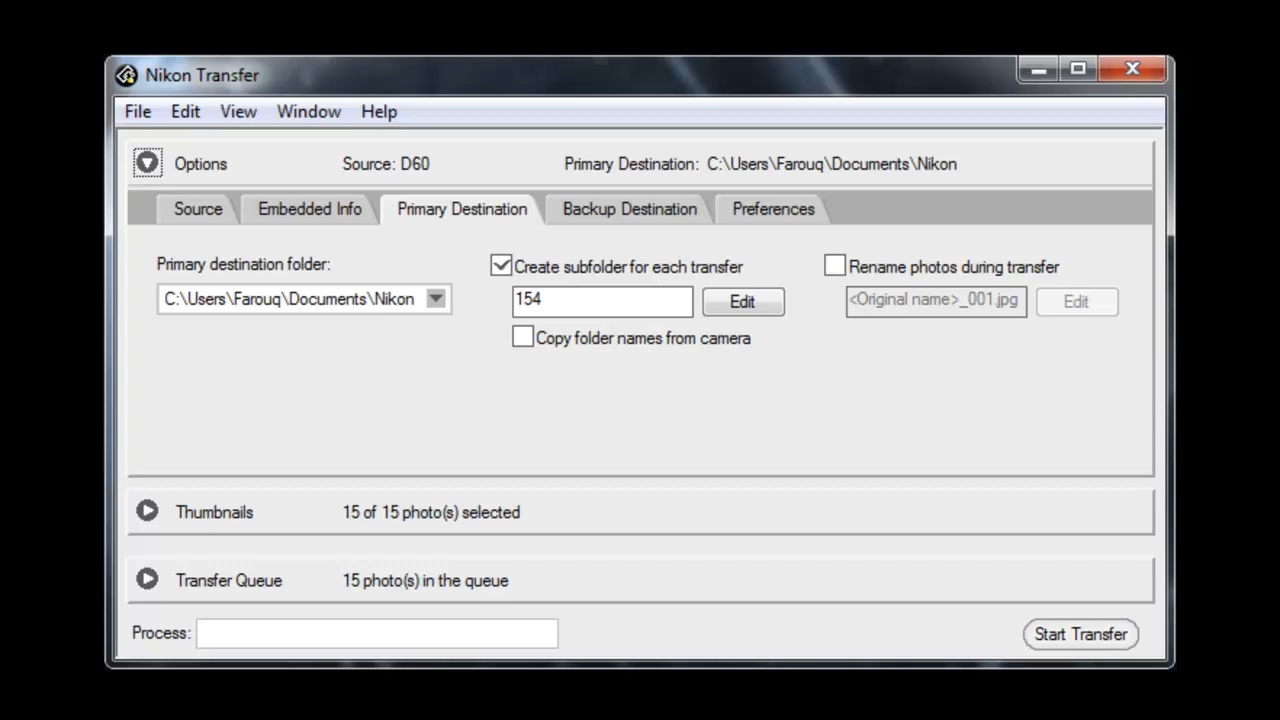 Nikon Transfer
File Edit View Window Help
Options Source: D60 Primary Destination: C:\Users\Farouq\Documents\Nikon
Source Embedded Info Primary Destination Backup Destination Preferences
Primary destination folder: Create subfolder for each transfer Rename photos during transfer
C:\Users\Farouq\Documents\Nikon 154 Edit <Original name>_001.jpg Edit
Copy folder names from camera
Thumbnails 15 of 15 photo(s) selected
Transfer Queue 15 photo(s) in the queue
Process: Start Transfer